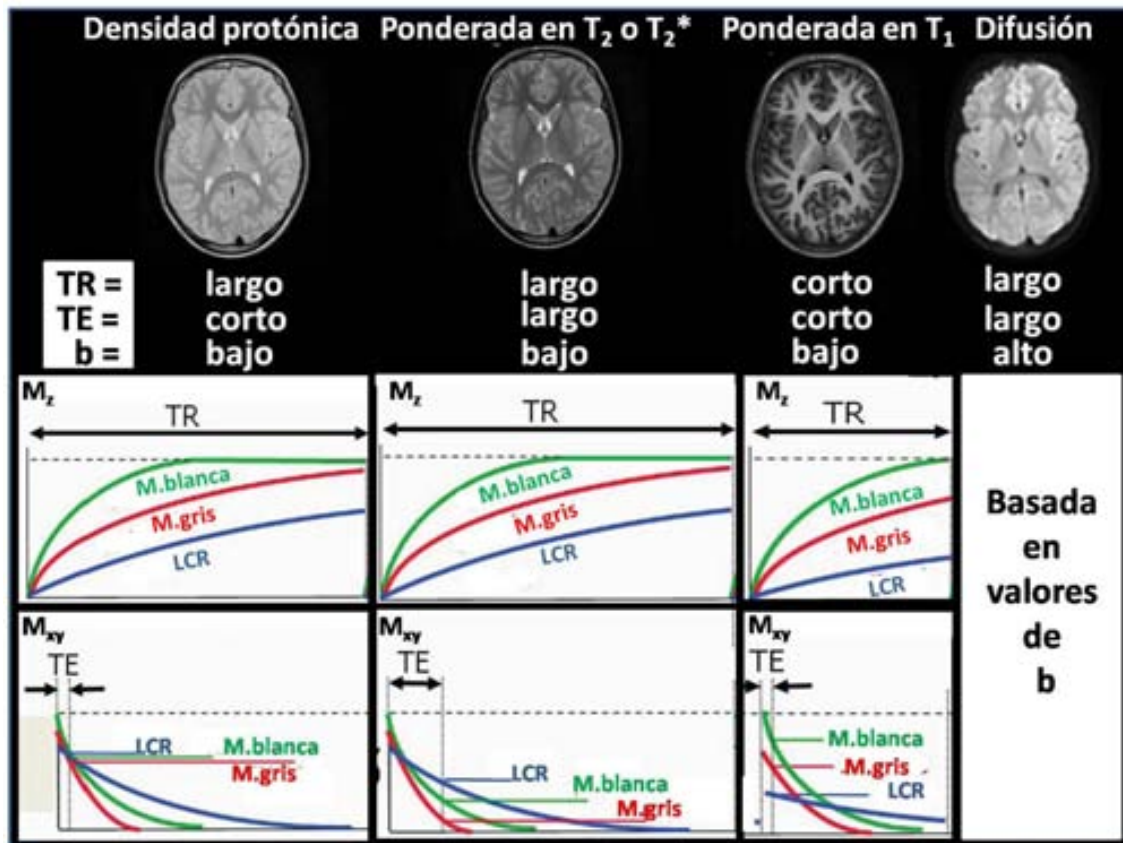 Densidad protónica Ponderada en T₂ o T₂* Ponderada en T₁ Difusión
TR = largo largo corto largo
TE = corto largo corto largo
b = bajo bajo bajo alto
Mz
TR
M.blanca
M.gris
LCR
Mz
TR
M.blanca
M.gris
LCR
Mz
TR
M.blanca
M.gris
LCR
Basada
en
valores
de
b
Mxy
TE
LCR M.blanca
M.gris
Mxy
TE
LCR
M.blanca
M.gris
Mxy
TE
M.blanca
M.gris
LCR